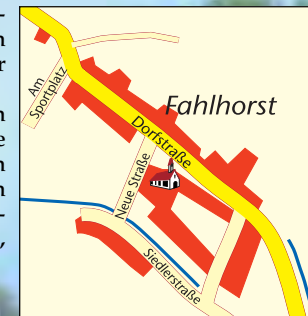 Am
Sportplatz
Fahlhorst
Dorfstraße
Neue Straße
Siedlerstraße